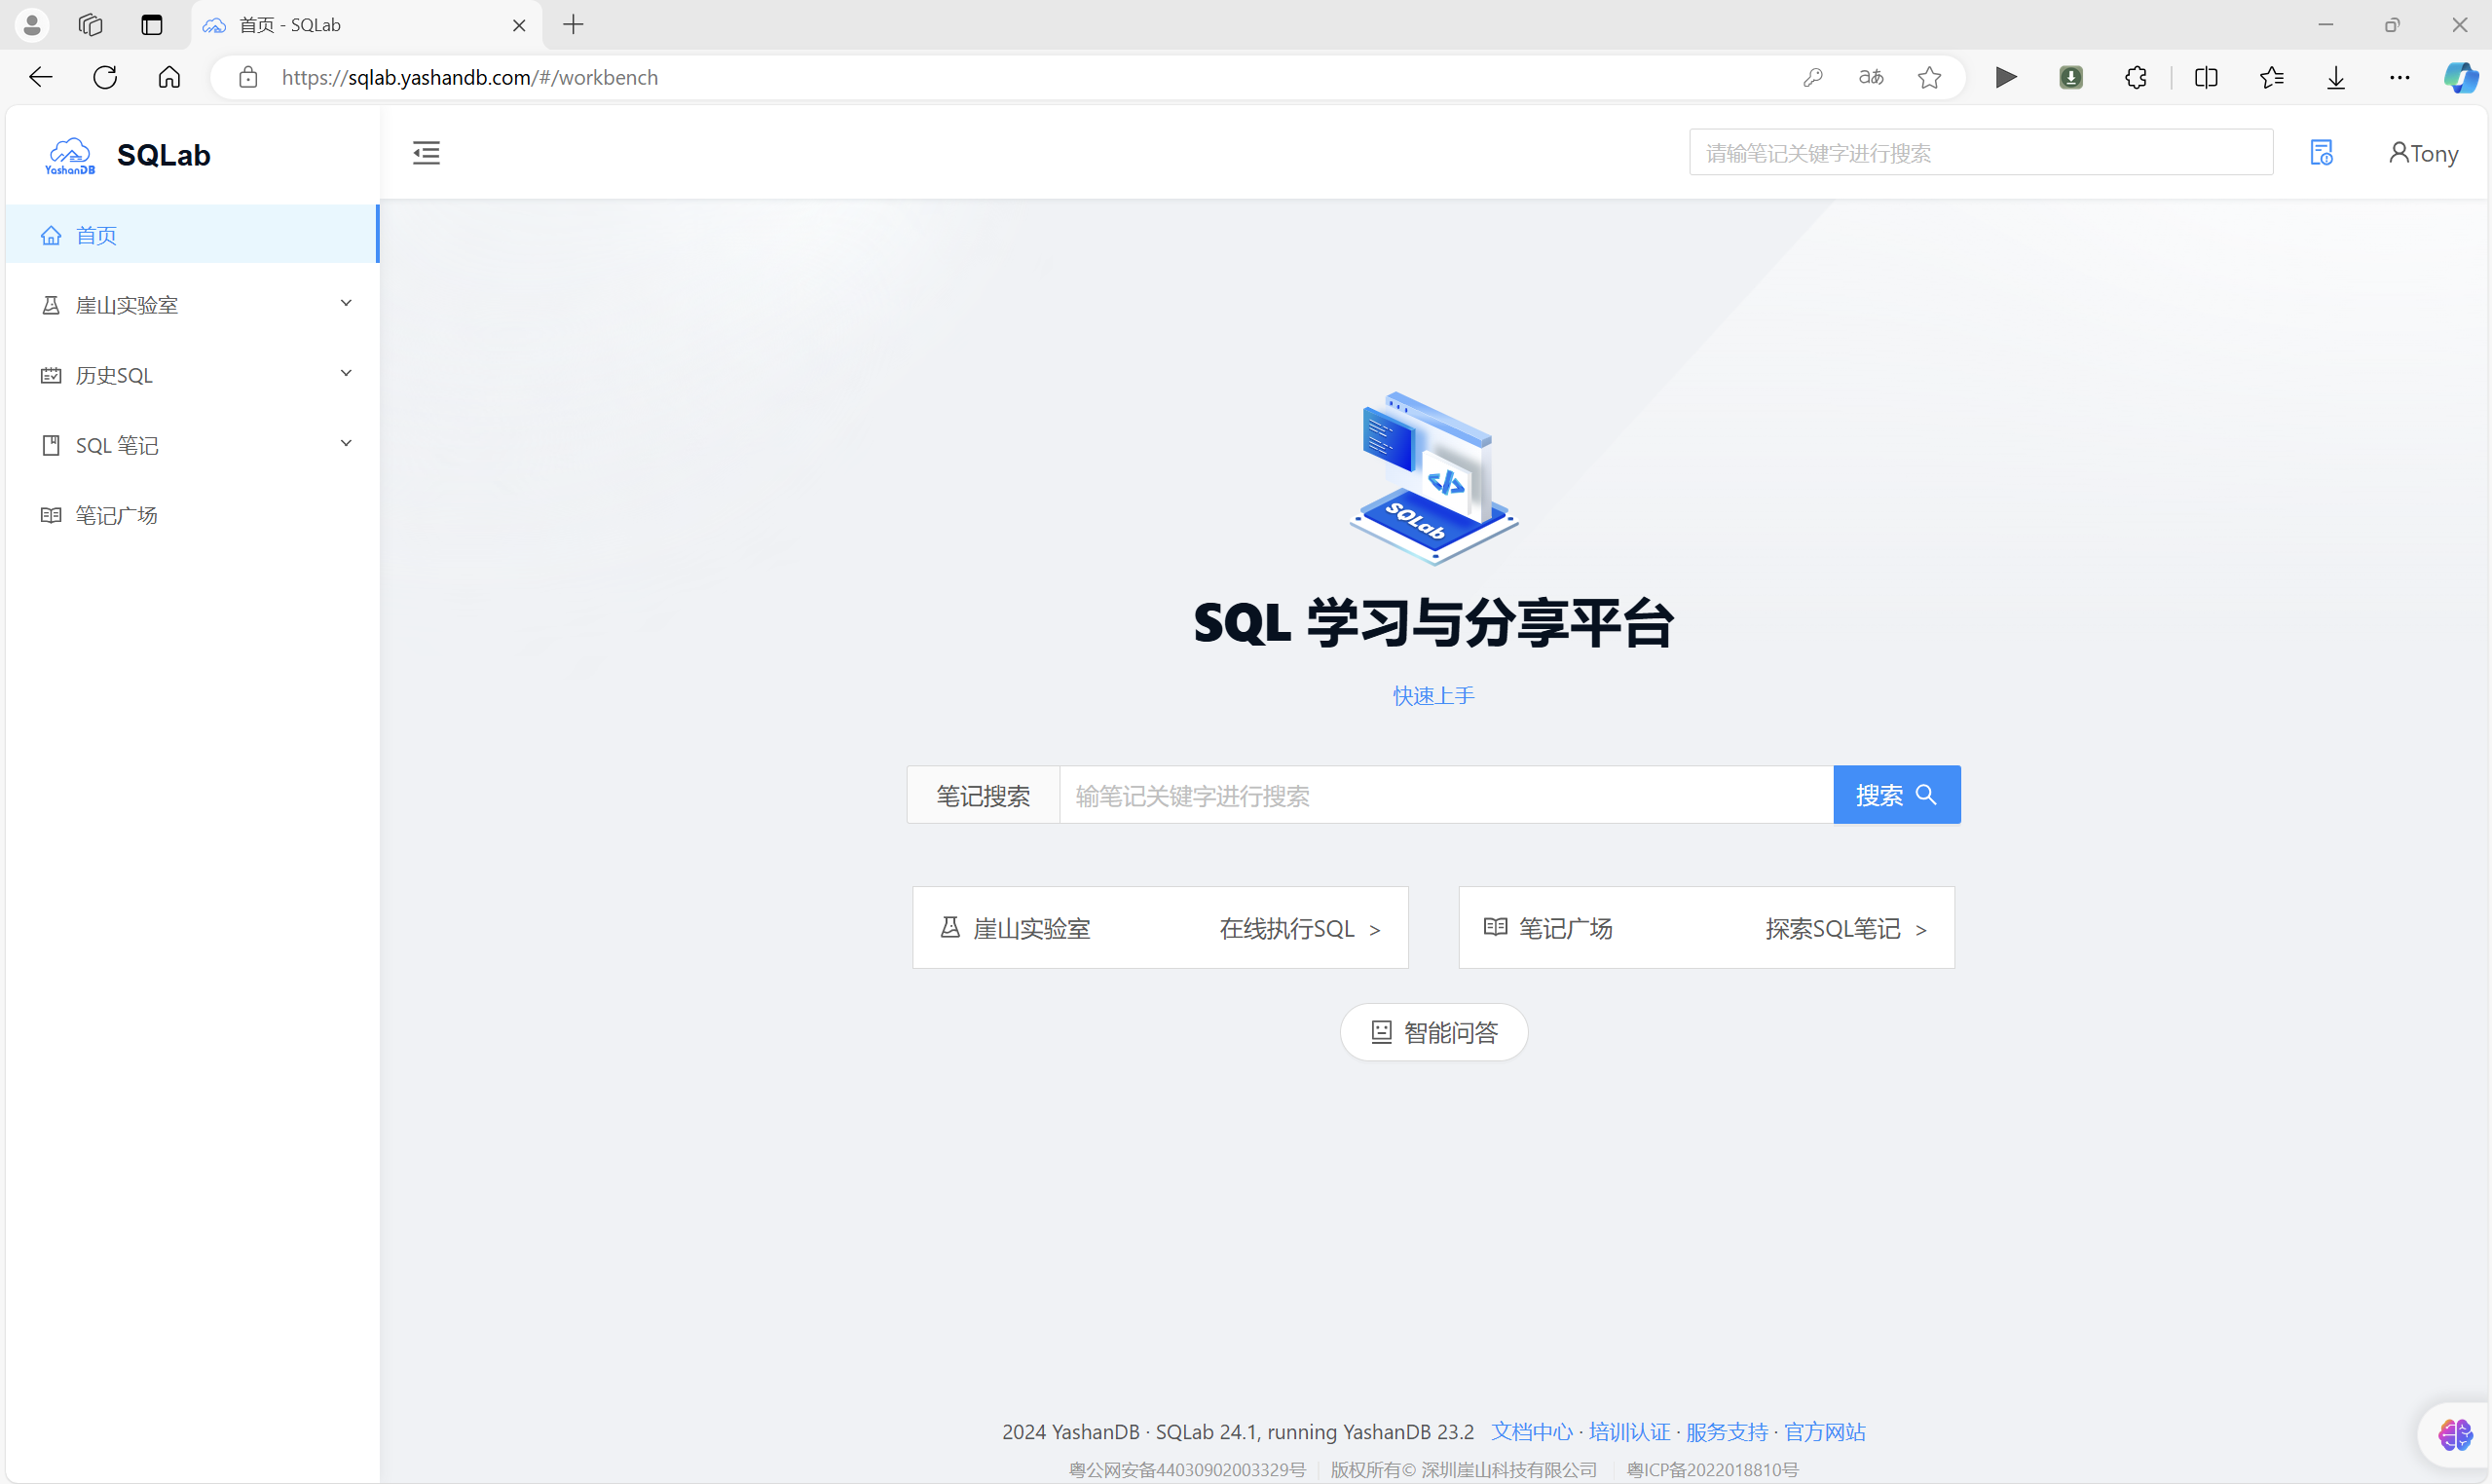 首页 - SQLab
https://sqlab.yashandb.com/#/workbench
aあ
YashanDB
SQLab
请输笔记关键字进行搜索
Tony
首页
崖山实验室
历史SQL
SQL 笔记
笔记广场
</>
SQLab
SQL 学习与分享平台
快速上手
笔记搜索 输笔记关键字进行搜索 搜索
崖山实验室 在线执行SQL > 笔记广场 探索SQL笔记 >
智能问答
2024 YashanDB · SQLab 24.1, running YashanDB 23.2 文档中心 · 培训认证 · 服务支持 · 官方网站
粤公网安备44030902003329号 版权所有© 深圳崖山科技有限公司 粤ICP备2022018810号